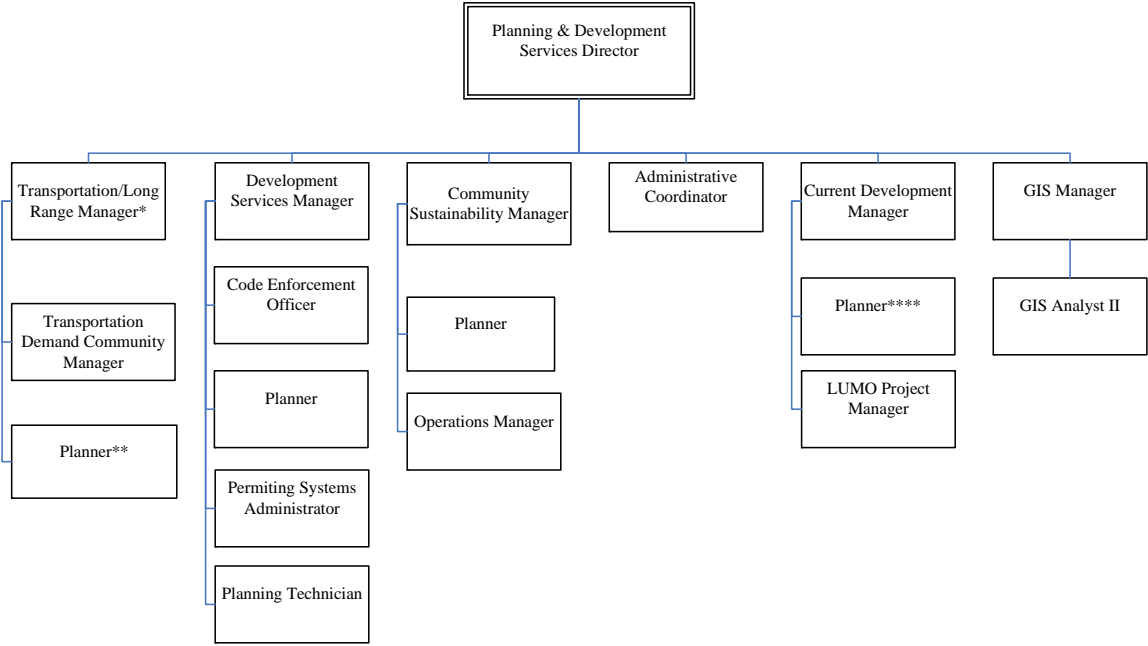 Planning & Development
Services Director
Transportation/Long
Range Manager*
Development
Services Manager
Community
Sustainability Manager
Administrative
Coordinator
Current Development
Manager
GIS Manager
Transportation
Demand Community
Manager
Planner**
Code Enforcement
Officer
Planner
Permiting Systems
Administrator
Planning Technician
Planner
Operations Manager
Planner****
LUMO Project
Manager
GIS Analyst II